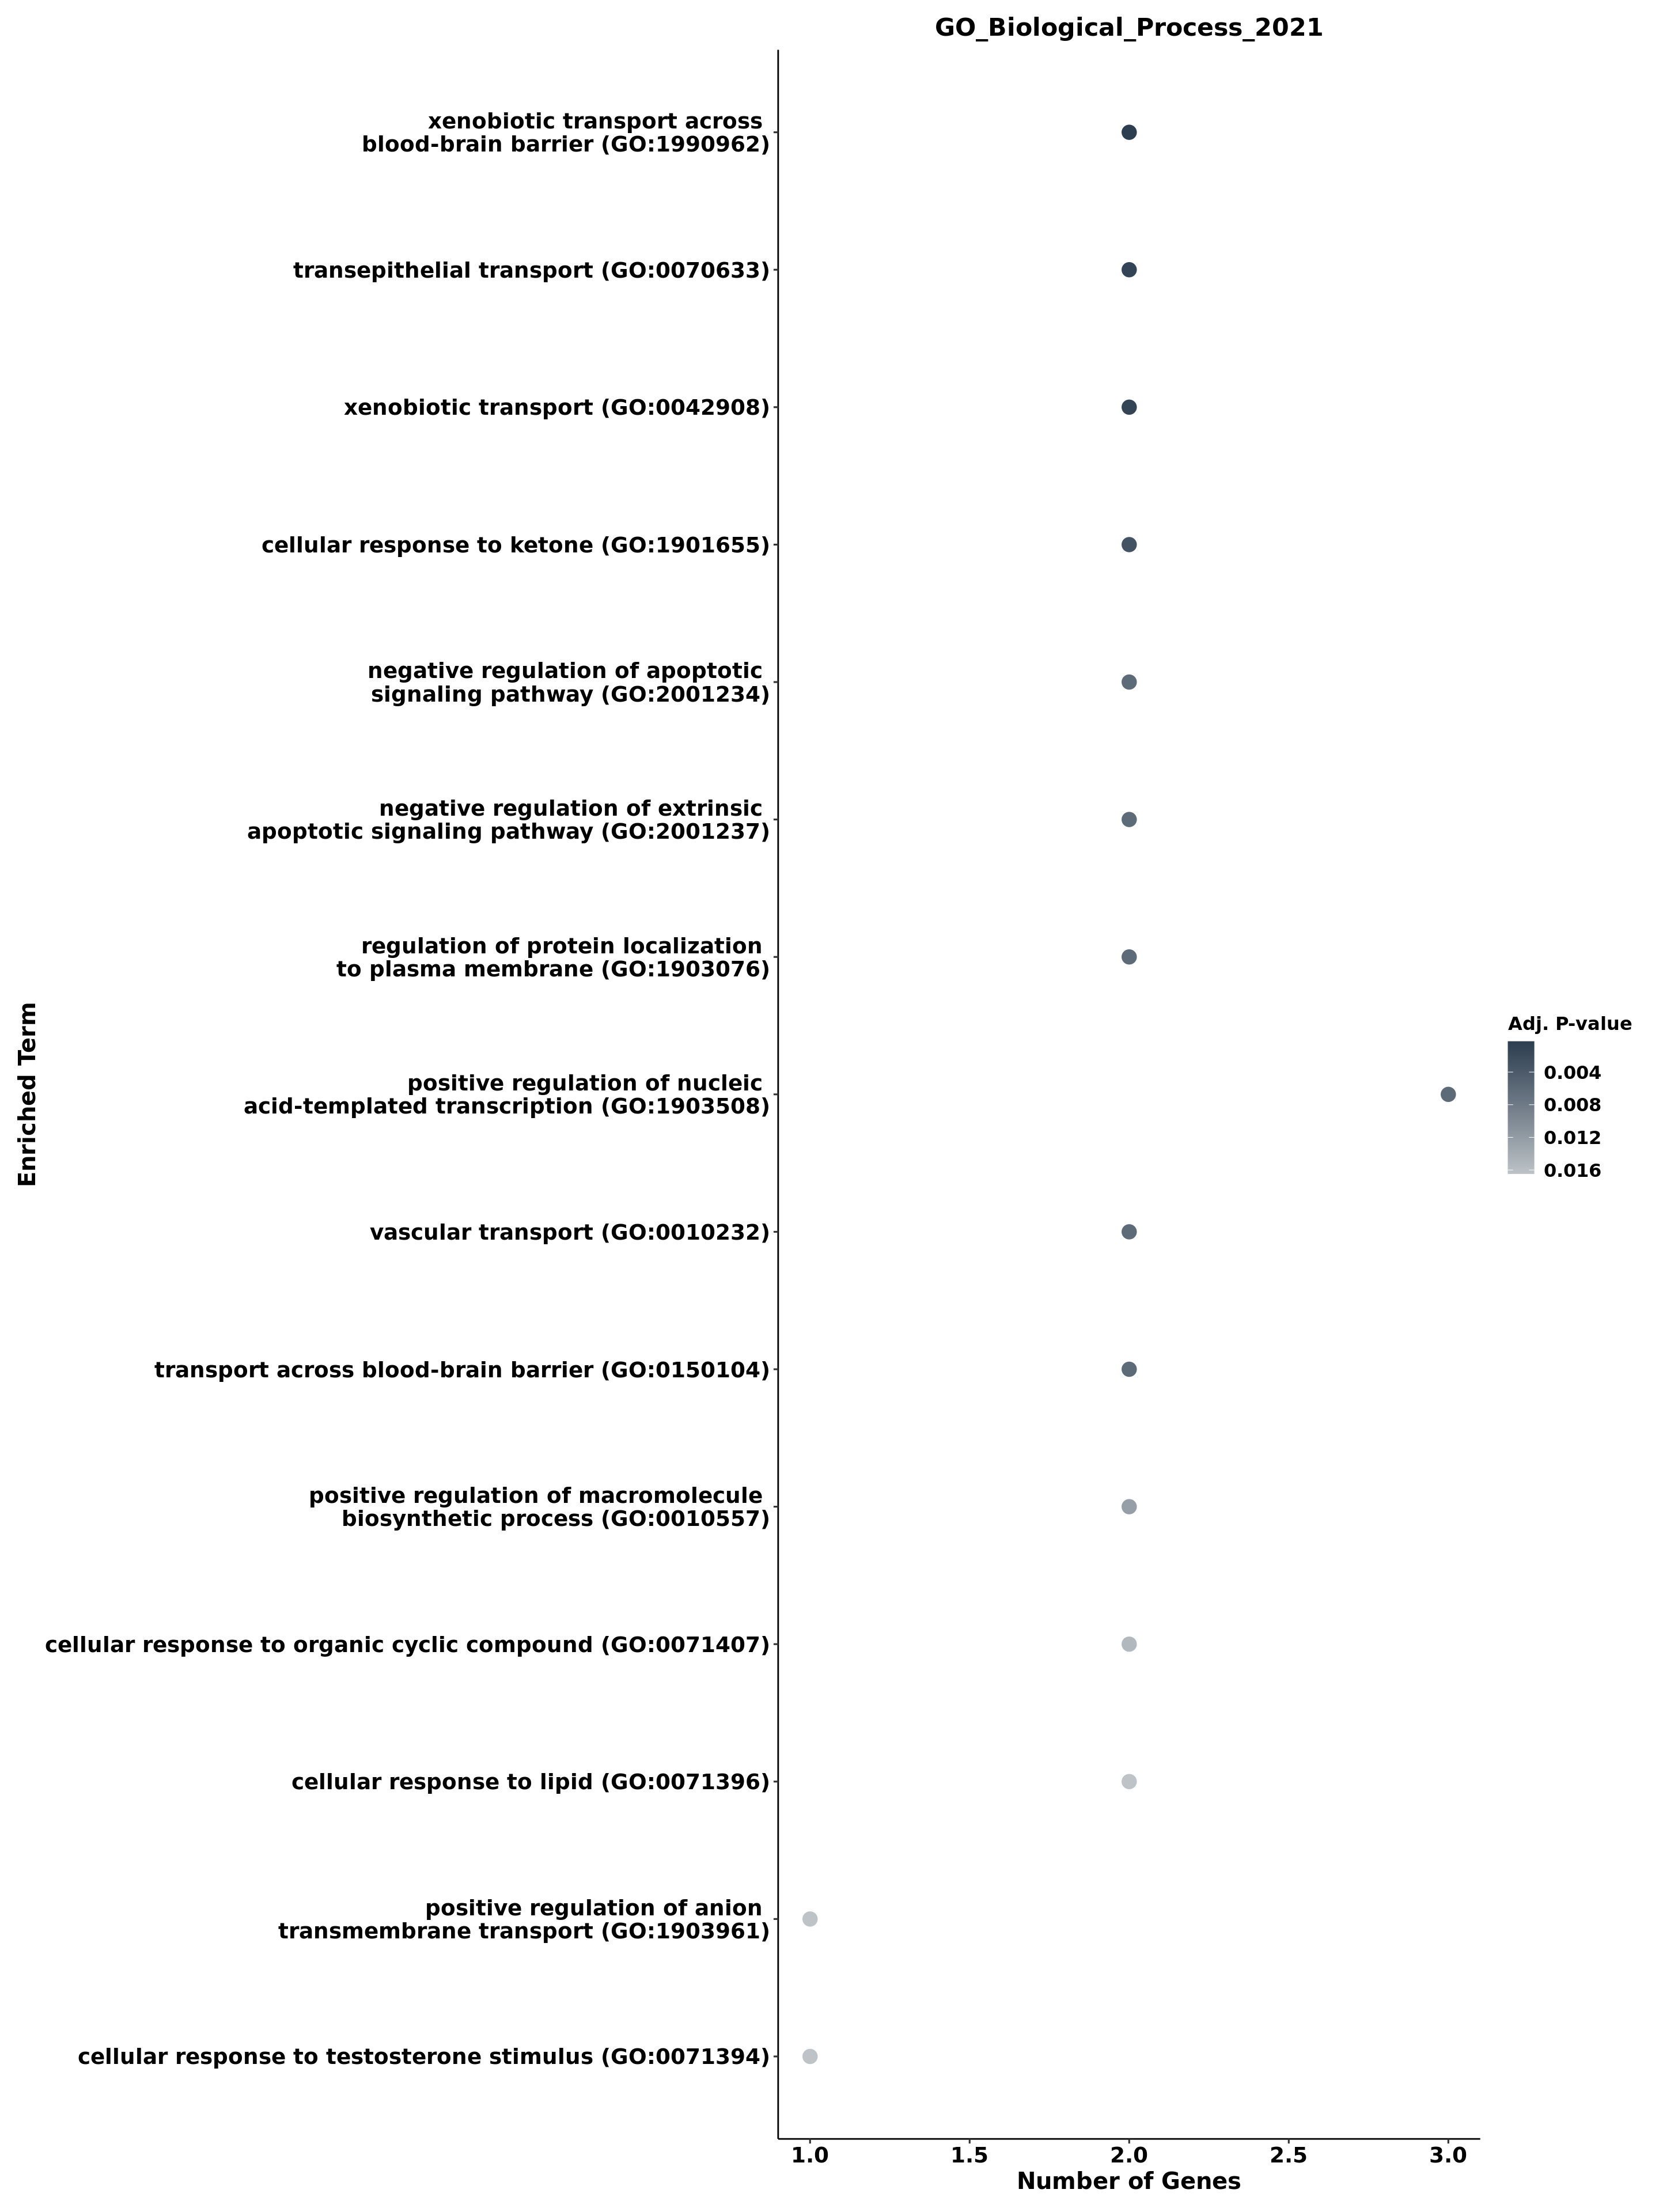 GO_Biological_Process_2021
xenobiotic transport across
blood-brain barrier (GO:1990962)
transepithelial transport (GO:0070633)
xenobiotic transport (GO:0042908)
cellular response to ketone (GO:1901655)
negative regulation of apoptotic
signaling pathway (GO:2001234)
negative regulation of extrinsic
apoptotic signaling pathway (GO:2001237)
regulation of protein localization
to plasma membrane (GO:1903076)
positive regulation of nucleic
acid-templated transcription (GO:1903508)
vascular transport (GO:0010232)
transport across blood-brain barrier (GO:0150104)
positive regulation of macromolecule
biosynthetic process (GO:0010557)
cellular response to organic cyclic compound (GO:0071407)
cellular response to lipid (GO:0071396)
positive regulation of anion
transmembrane transport (GO:1903961)
cellular response to testosterone stimulus (GO:0071394)
Enriched Term
1.0 1.5 2.0 2.5 3.0
Number of Genes
Adj. P-value
0.004
0.008
0.012
0.016